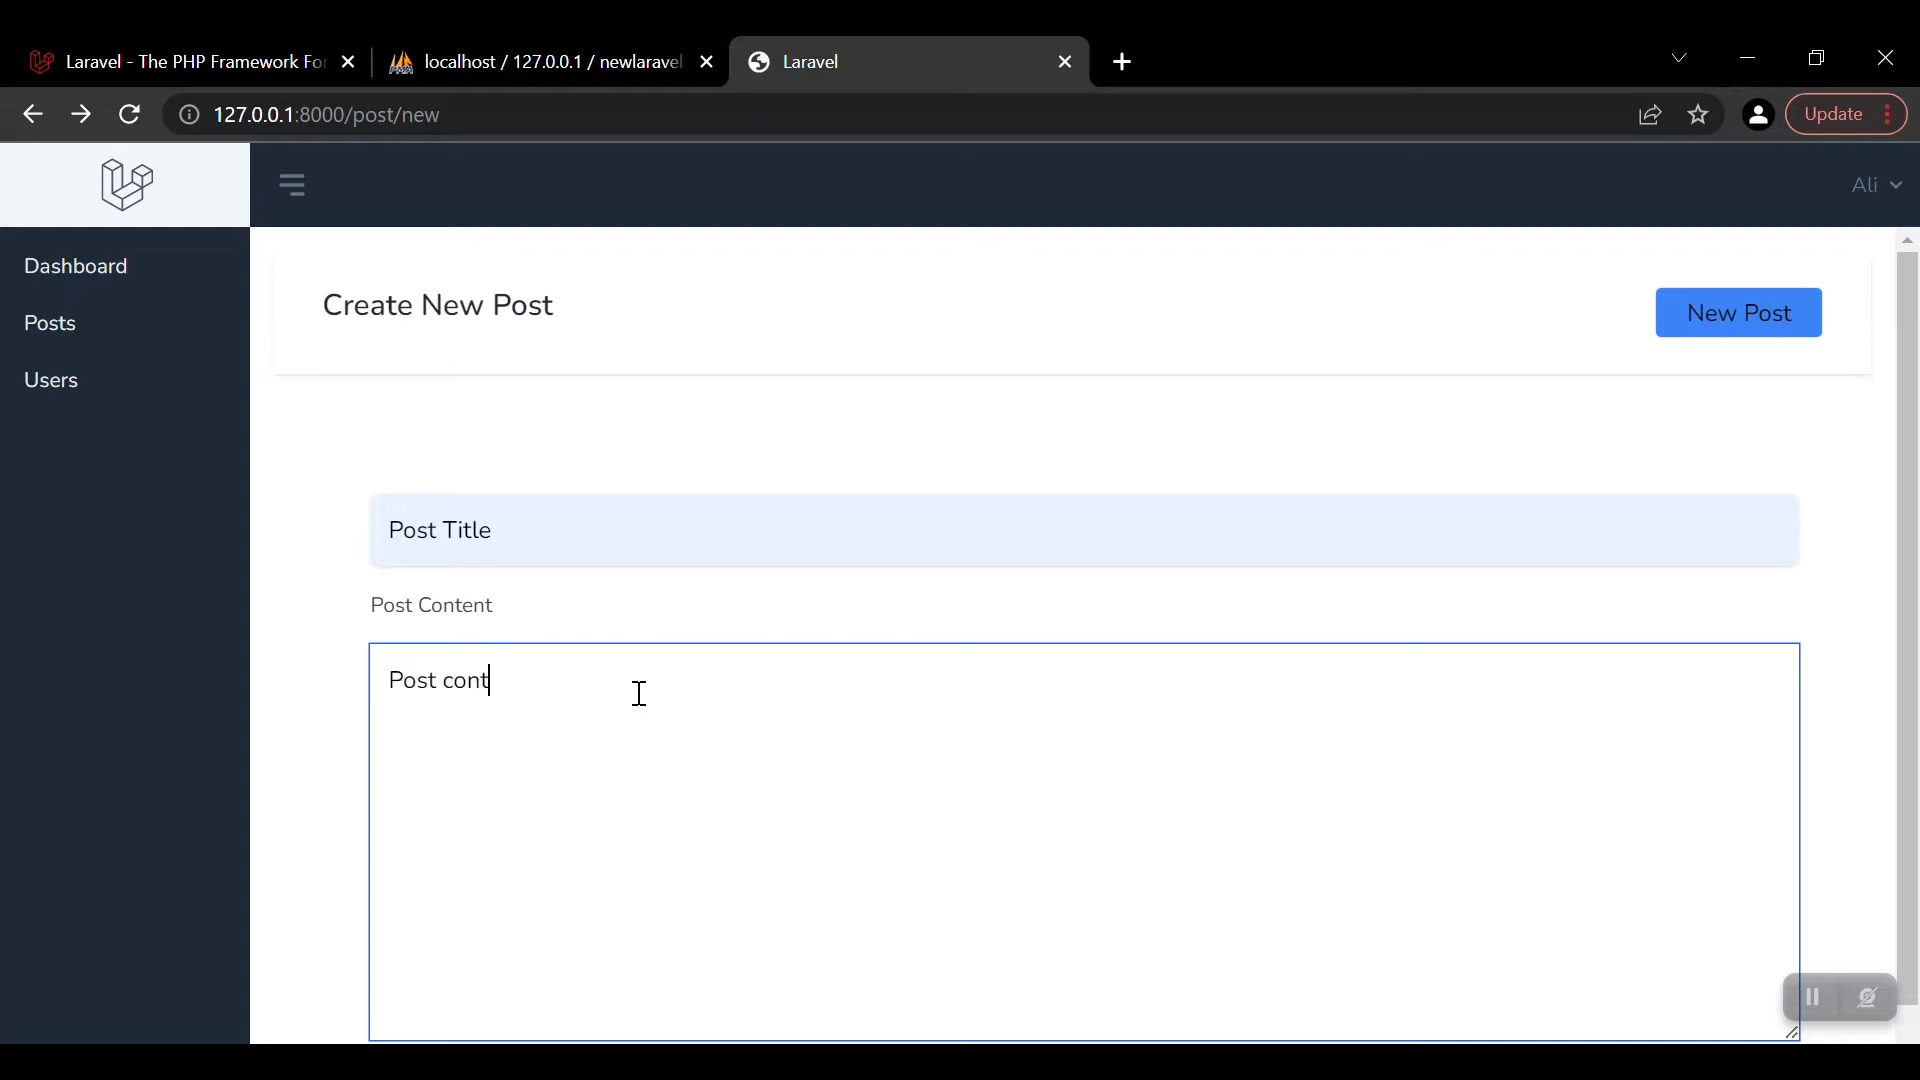 Laravel - The PHP Framework For
localhost / 127.0.0.1 / newlaravel
Laravel
127.0.0.1:8000/post/new
Update
Ali
Dashboard
Posts
Users
Create New Post
New Post
Post Title
Post Content
Post cont